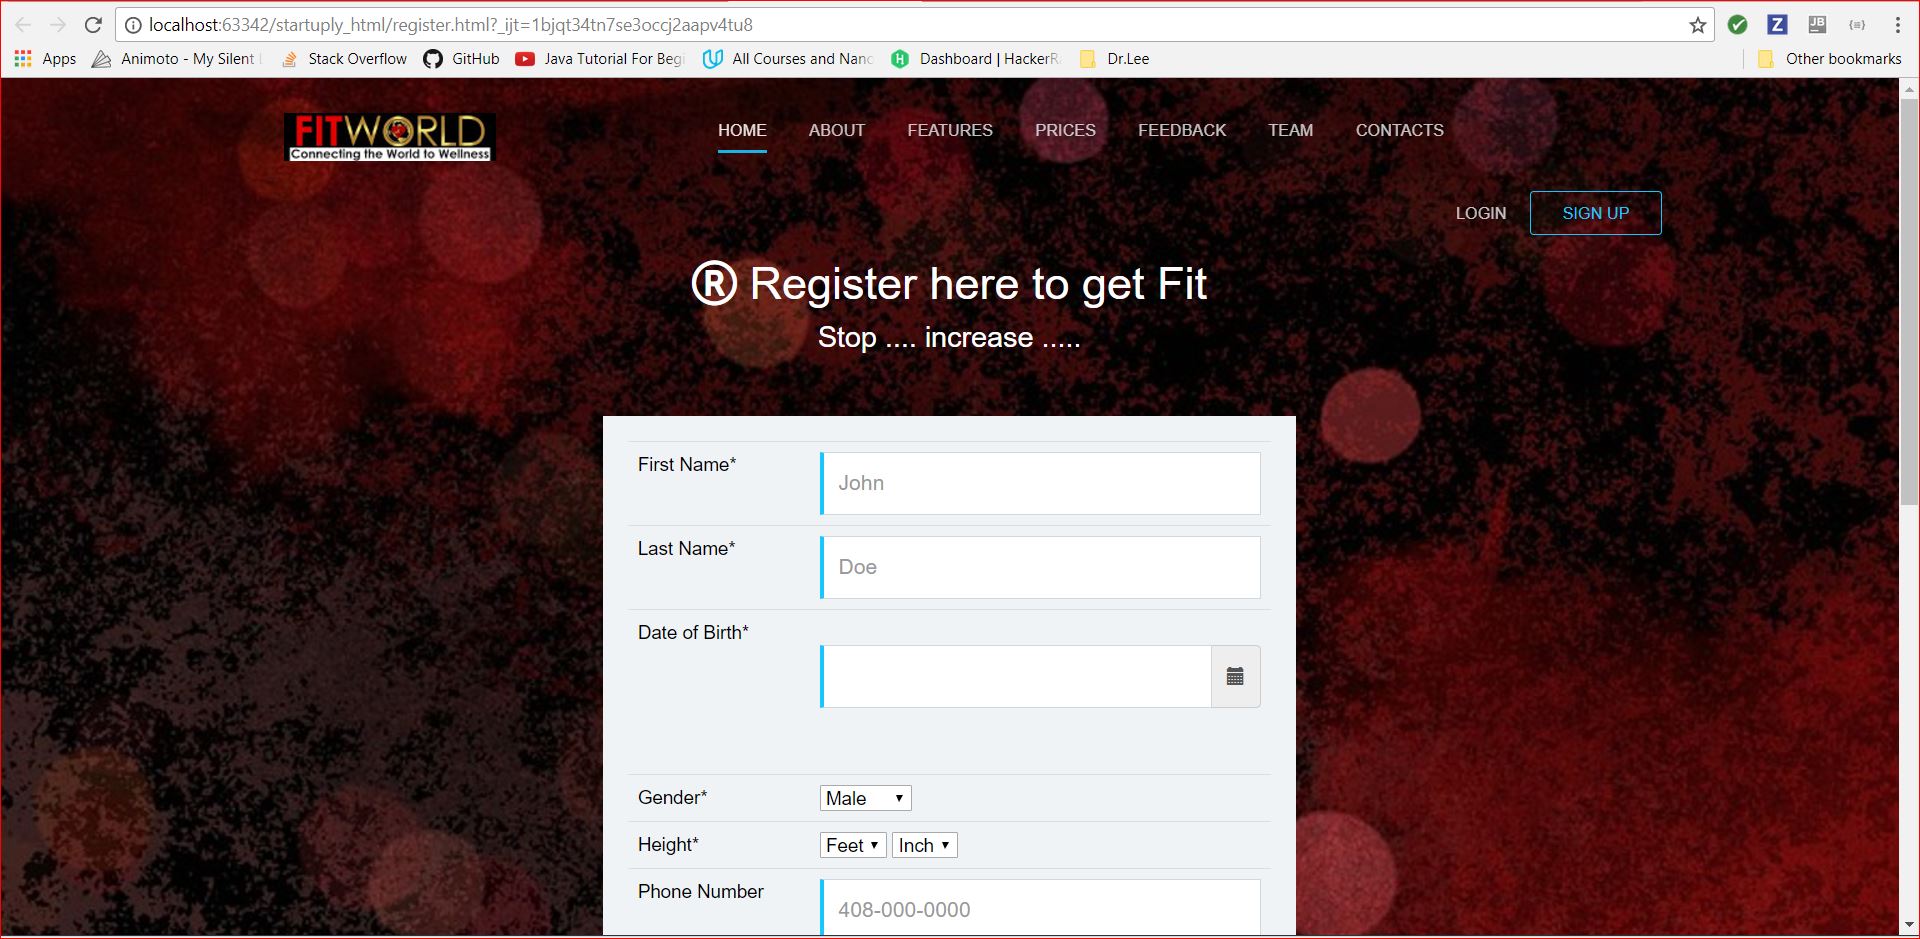 localhost:63342/startuply_html/register.html?_ijt=1bjqt34tn7se3occj2aapv4tu8
Apps Animoto - My Silent Stack Overflow GitHub Java Tutorial For Begi All Courses and Nano Dashboard | HackerR Dr.Lee Other bookmarks
FITWORLD
Connecting the World to Wellness
HOME ABOUT FEATURES PRICES FEEDBACK TEAM CONTACTS
LOGIN SIGN UP
® Register here to get Fit
Stop .... increase .....
First Name* John
Last Name* Doe
Date of Birth*
Gender* Male
Height* Feet Inch
Phone Number 408-000-0000